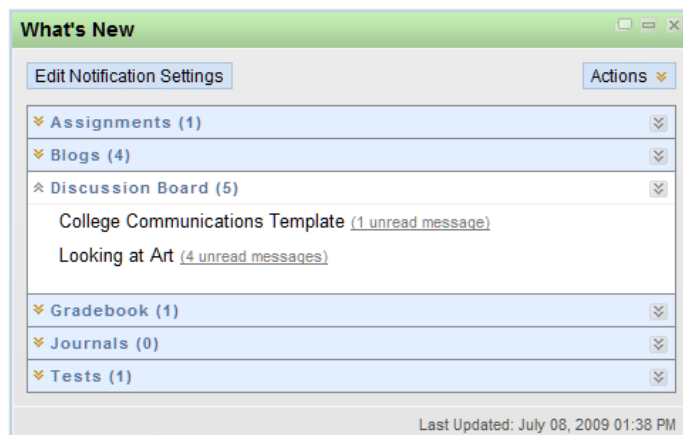 What's New
Edit Notification Settings Actions
Assignments (1)
Blogs (4)
Discussion Board (5)
College Communications Template (1 unread message)
Looking at Art (4 unread messages)
Gradebook (1)
Journals (0)
Tests (1)
Last Updated: July 08, 2009 01:38 PM